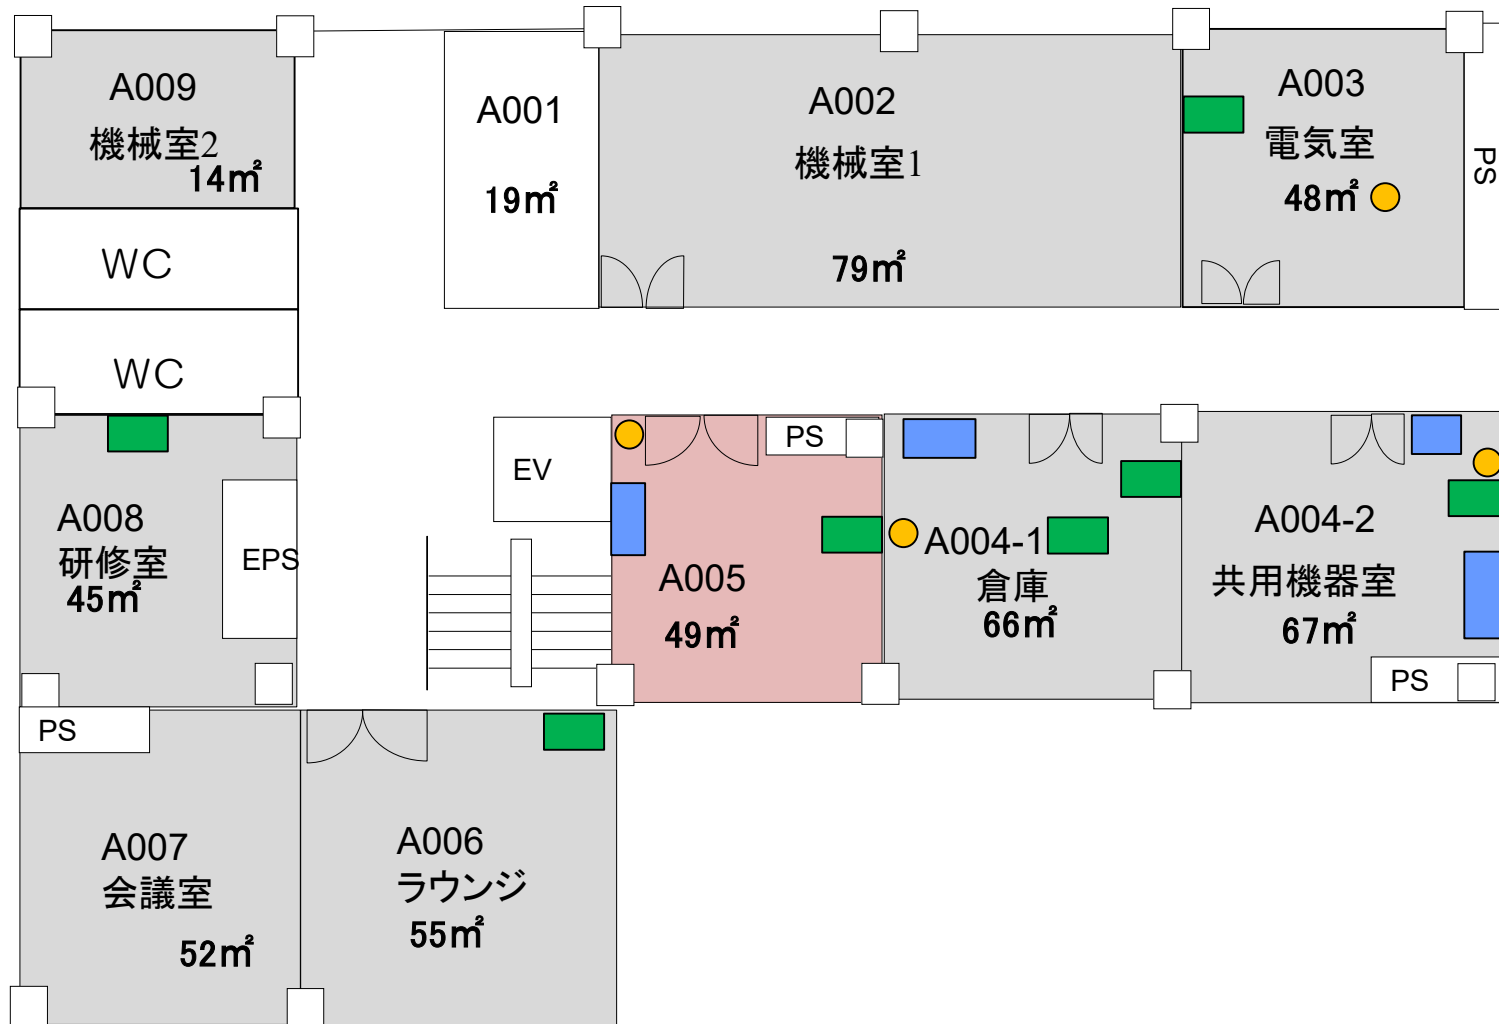 A009
機械室2
14㎡
A001
19㎡
A002
機械室1
79㎡
A003
電気室
48㎡
PS
WC
WC
A008
研修室
45㎡
EPS
EV
PS
A005
49㎡
A004-1
倉庫
66㎡
A004-2
共用機器室
67㎡
PS
PS
A007
会議室
52㎡
A006
ラウンジ
55㎡